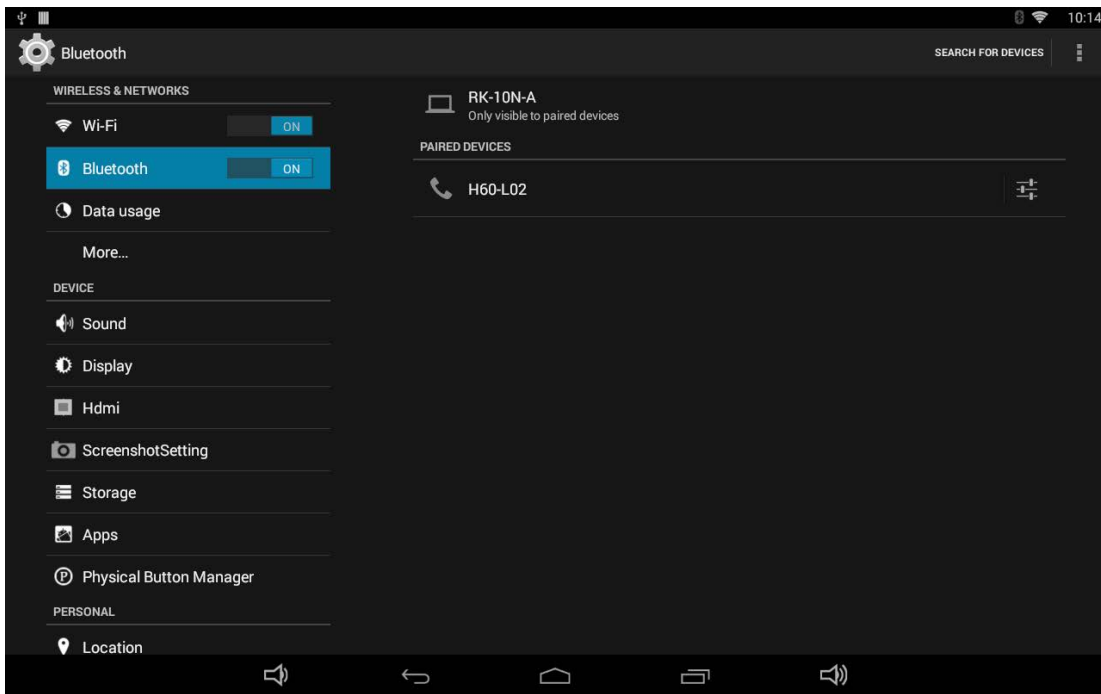 10:14
Bluetooth
SEARCH FOR DEVICES
WIRELESS & NETWORKS
Wi-Fi
ON
Bluetooth
ON
Data usage
More...
DEVICE
Sound
Display
Hdmi
ScreenshotSetting
Storage
Apps
P
Physical Button Manager
PERSONAL
Location
RK-10N-A
Only visible to paired devices
PAIRED DEVICES
H60-L02